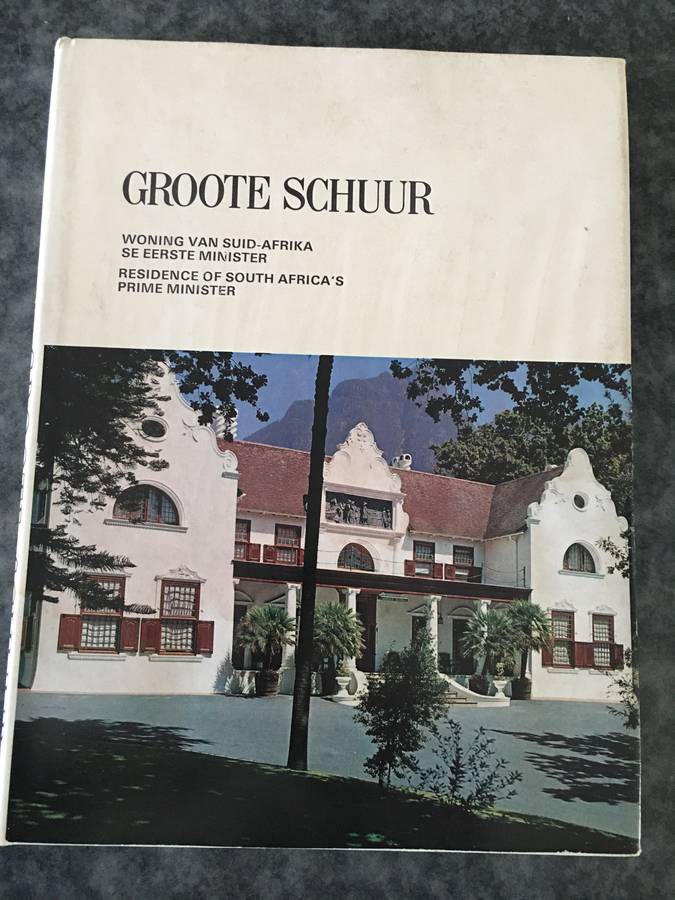 GROOTE SCHUUR
WONING VAN SUID-AFRIKA
SE EERSTE MINISTER
RESIDENCE OF SOUTH AFRICA'S
PRIME MINISTER